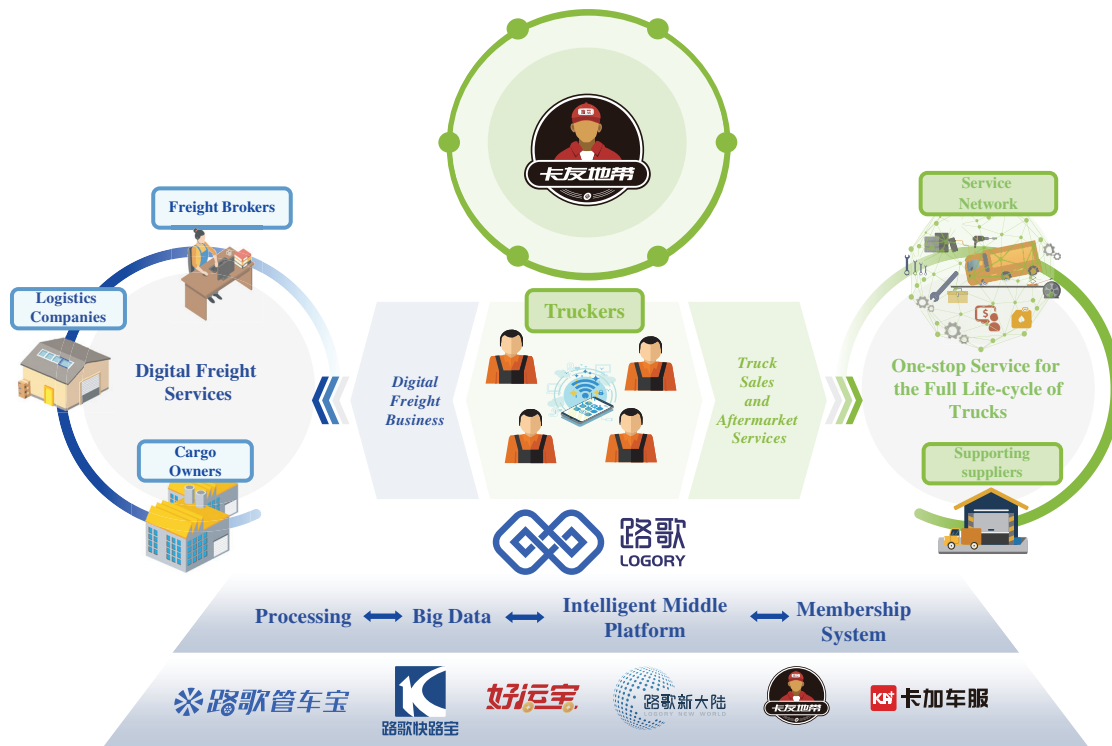 卡友地带
Freight Brokers
Logistics
Companies
Digital Freight
Services
Cargo
Owners
Digital
Freight
Business
Truckers
Truck
Sales
and
Aftermarket
Services
Service
Network
One-stop Service for
the Full Life-cycle of
Trucks
Supporting
suppliers
路歌
LOGORY
Processing
Big Data
Intelligent Middle
Platform
Membership
System
路歌管车宝
路歌快路宝
好运宝
路歌新大陆
LOGORY NEW WORLD
卡友地带
卡加车服